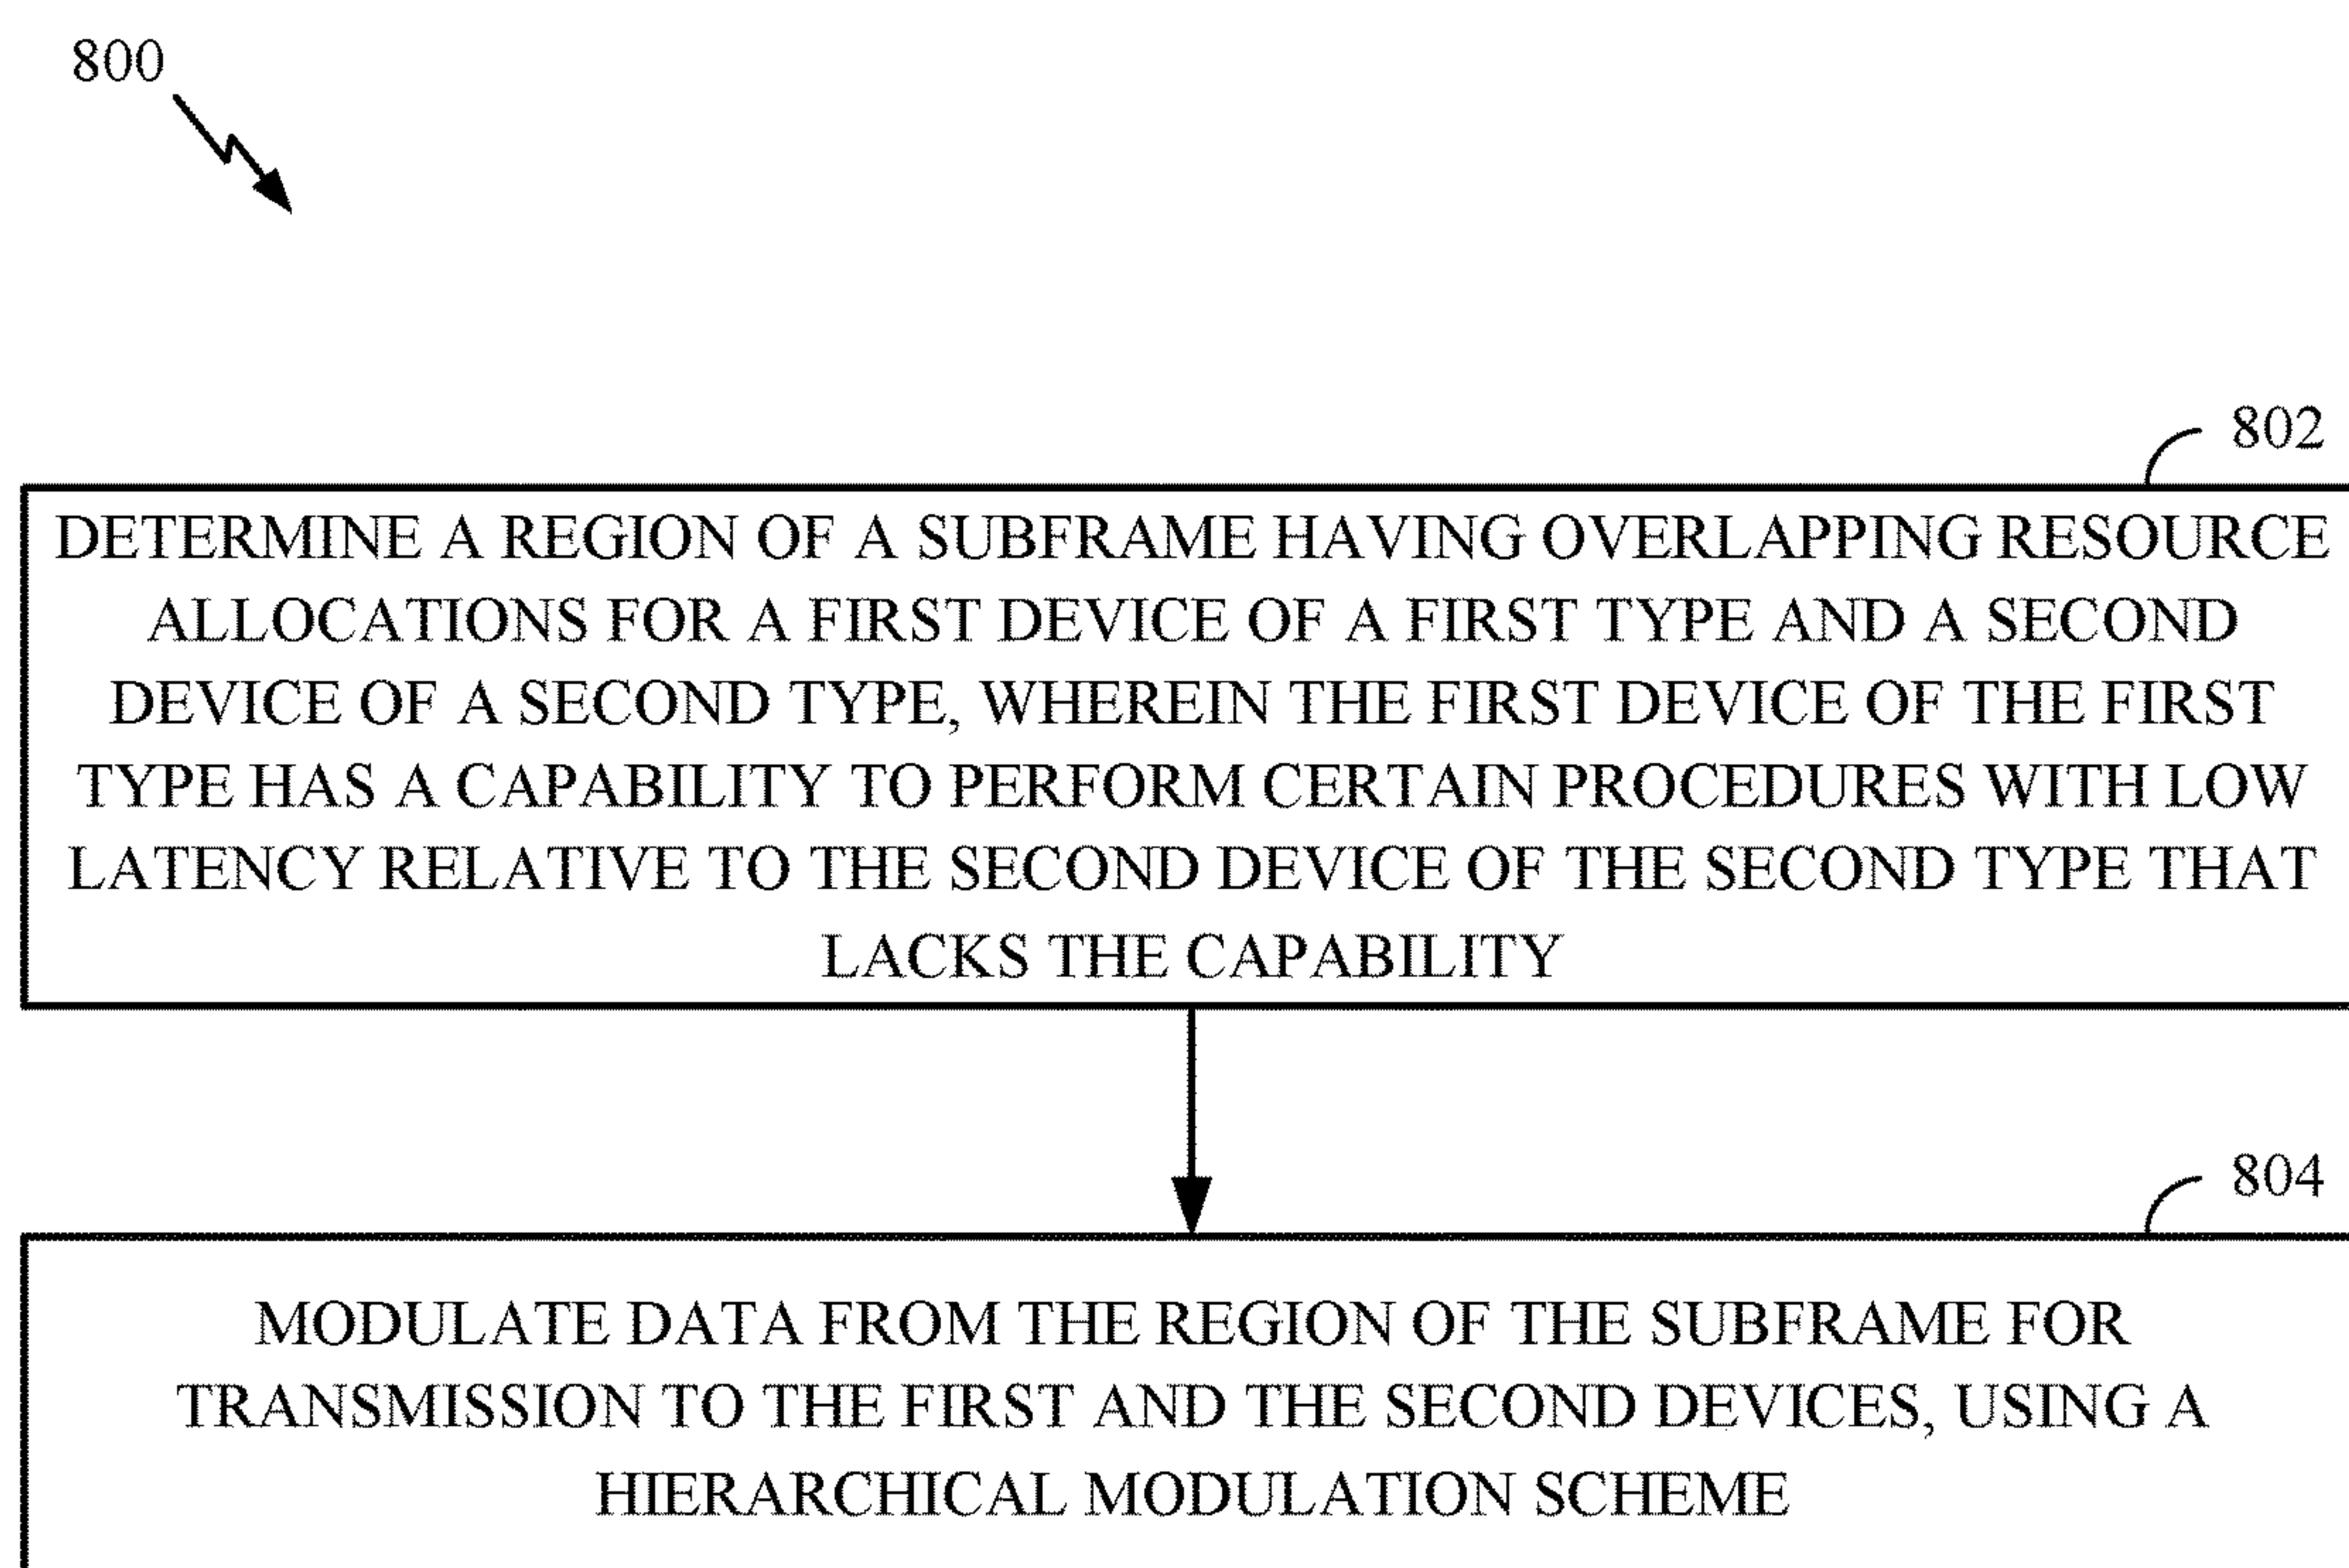 800
802
DETERMINE A REGION OF A SUBFRAME HAVING OVERLAPPING RESOURCE
ALLOCATIONS FOR A FIRST DEVICE OF A FIRST TYPE AND A SECOND
DEVICE OF A SECOND TYPE, WHEREIN THE FIRST DEVICE OF THE FIRST
TYPE HAS A CAPABILITY TO PERFORM CERTAIN PROCEDURES WITH LOW
LATENCY RELATIVE TO THE SECOND DEVICE OF THE SECOND TYPE THAT
LACKS THE CAPABILITY
804
MODULATE DATA FROM THE REGION OF THE SUBFRAME FOR
TRANSMISSION TO THE FIRST AND THE SECOND DEVICES, USING A
HIERARCHICAL MODULATION SCHEME